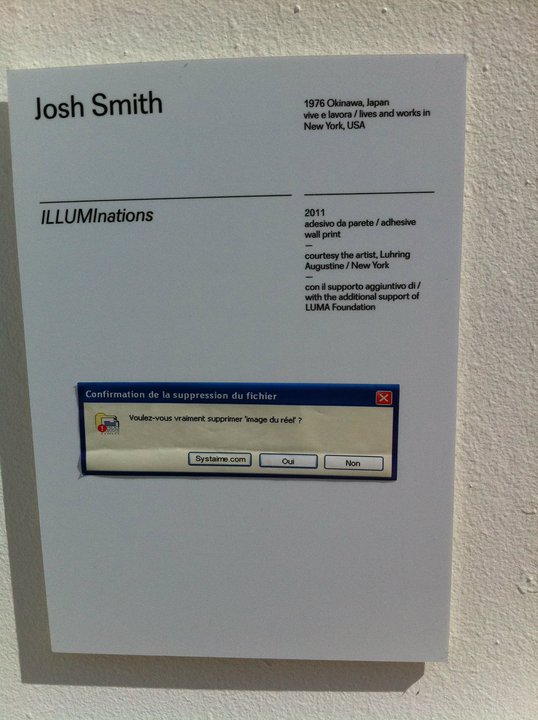 Josh Smith
1976 Okinawa, Japan
vive e lavora / lives and works in
New York, USA
ILLUMInations
2011
adesivo da parete / adhesive
wall print
—
courtesy the artist, Luhring
Augustine / New York
—
con il supporto aggiuntivo di /
with the additional support of
LUMA Foundation
Confirmation de la suppression du fichier
Voulez-vous vraiment supprimer 'image du réel' ?
Systaime.com Oui Non